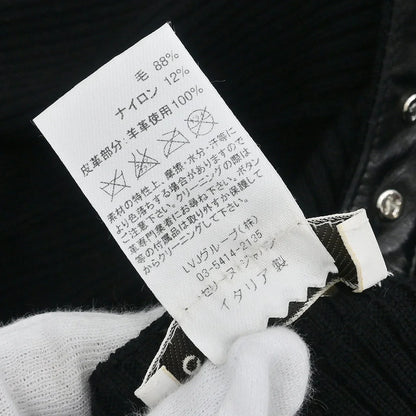 毛 88%
ナイロン 12%
皮革部分:羊革使用100%
素材の特性上、摩擦・水分・汗等に
より色落ちする場合がありますので
ご注意下さい。クリーニングの際は
革専門業者にお尋ね下さい。ボタン
等の付属品は取り外しや保護をして
からクリーニングして下さい。
LVJグループ(株)
03-5414-2135
セリーヌ・ジャパン
イタリア製